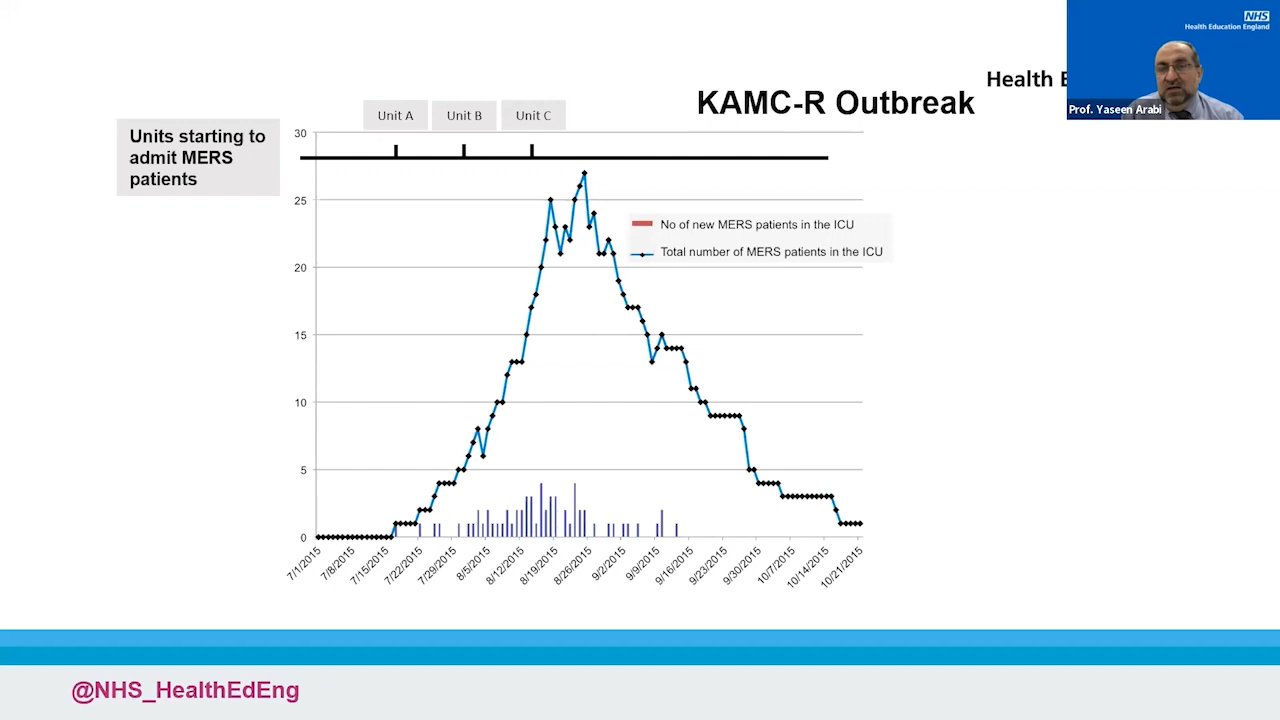 NHS
Health Education England
Prof. Yaseen Arabi
Health E
KAMC-R Outbreak
Units starting to
admit MERS
patients
Unit A
Unit B
Unit C
30
25
20
15
10
5
0
No of new MERS patients in the ICU
Total number of MERS patients in the ICU
7/1/2015
7/8/2015
7/15/2015
7/22/2015
7/29/2015
8/5/2015
8/12/2015
8/19/2015
8/26/2015
9/2/2015
9/9/2015
9/16/2015
9/23/2015
9/30/2015
10/7/2015
10/14/2015
10/21/2015
@NHS_HealthEdEng